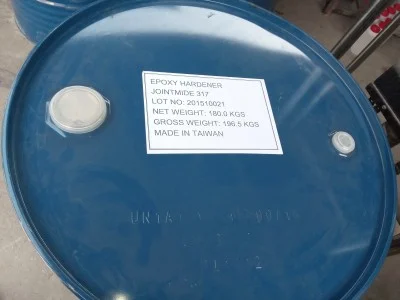 EPOXY HARDENER
JOINTMIDE 317
LOT NO: 201510021
NET WEIGHT: 180.0 KGS
GROSS WEIGHT: 196.5 KGS
MADE IN TAIWAN